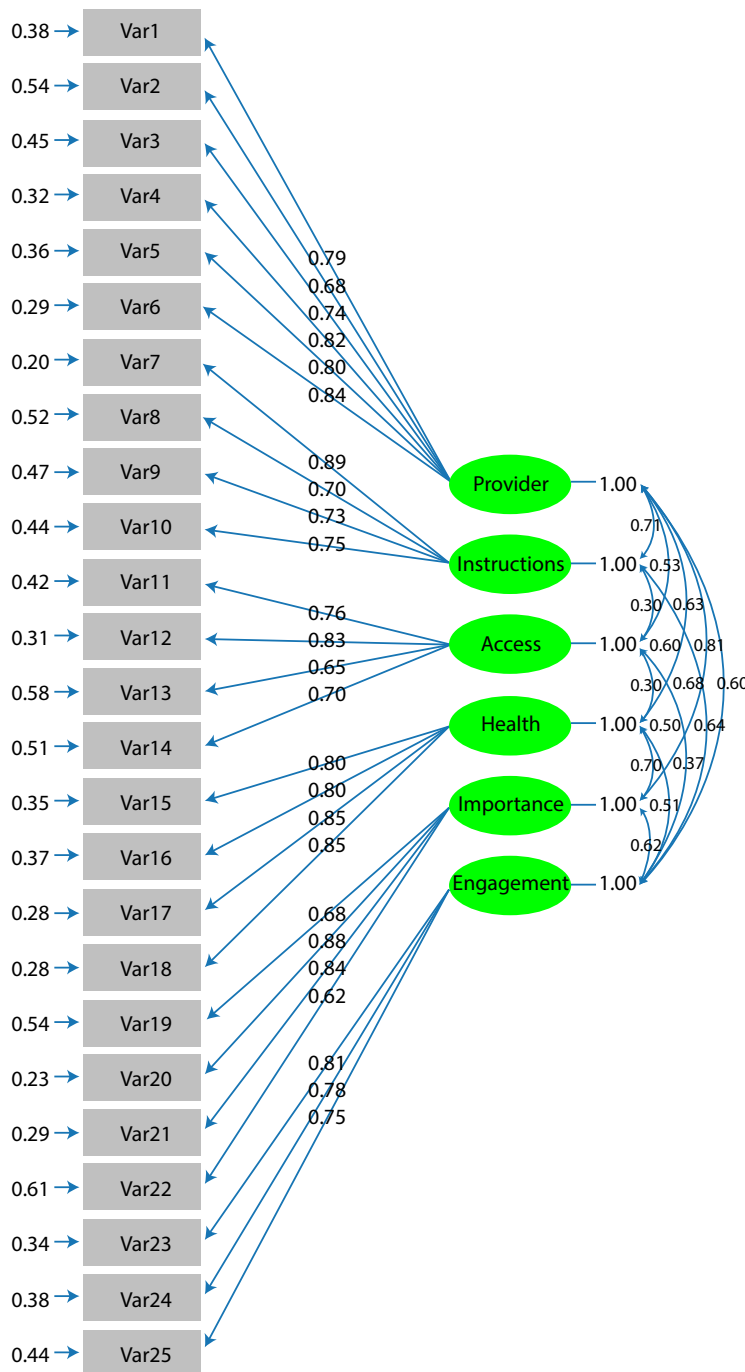 0.38 Var1
0.54 Var2
0.45 Var3
0.32 Var4
0.36 Var5
0.29 Var6
0.20 Var7
0.52 Var8
0.47 Var9
0.44 Var10
0.42 Var11
0.31 Var12
0.58 Var13
0.51 Var14
0.35 Var15
0.37 Var16
0.28 Var17
0.28 Var18
0.54 Var19
0.23 Var20
0.29 Var21
0.61 Var22
0.34 Var23
0.38 Var24
0.44 Var25
0.79
0.68
0.74
0.82
0.80
0.84
0.89
0.70
0.73
0.75
0.76
0.83
0.65
0.70
0.80
0.80
0.85
0.85
0.68
0.88
0.84
0.62
0.81
0.78
0.75
Provider 1.00
Instructions 1.00
Access 1.00
Health 1.00
Importance 1.00
Engagement 1.00
0.71
0.53
0.30 0.63
0.60 0.81
0.30 0.68 0.60
0.50 0.64
0.70 0.37
0.51
0.62